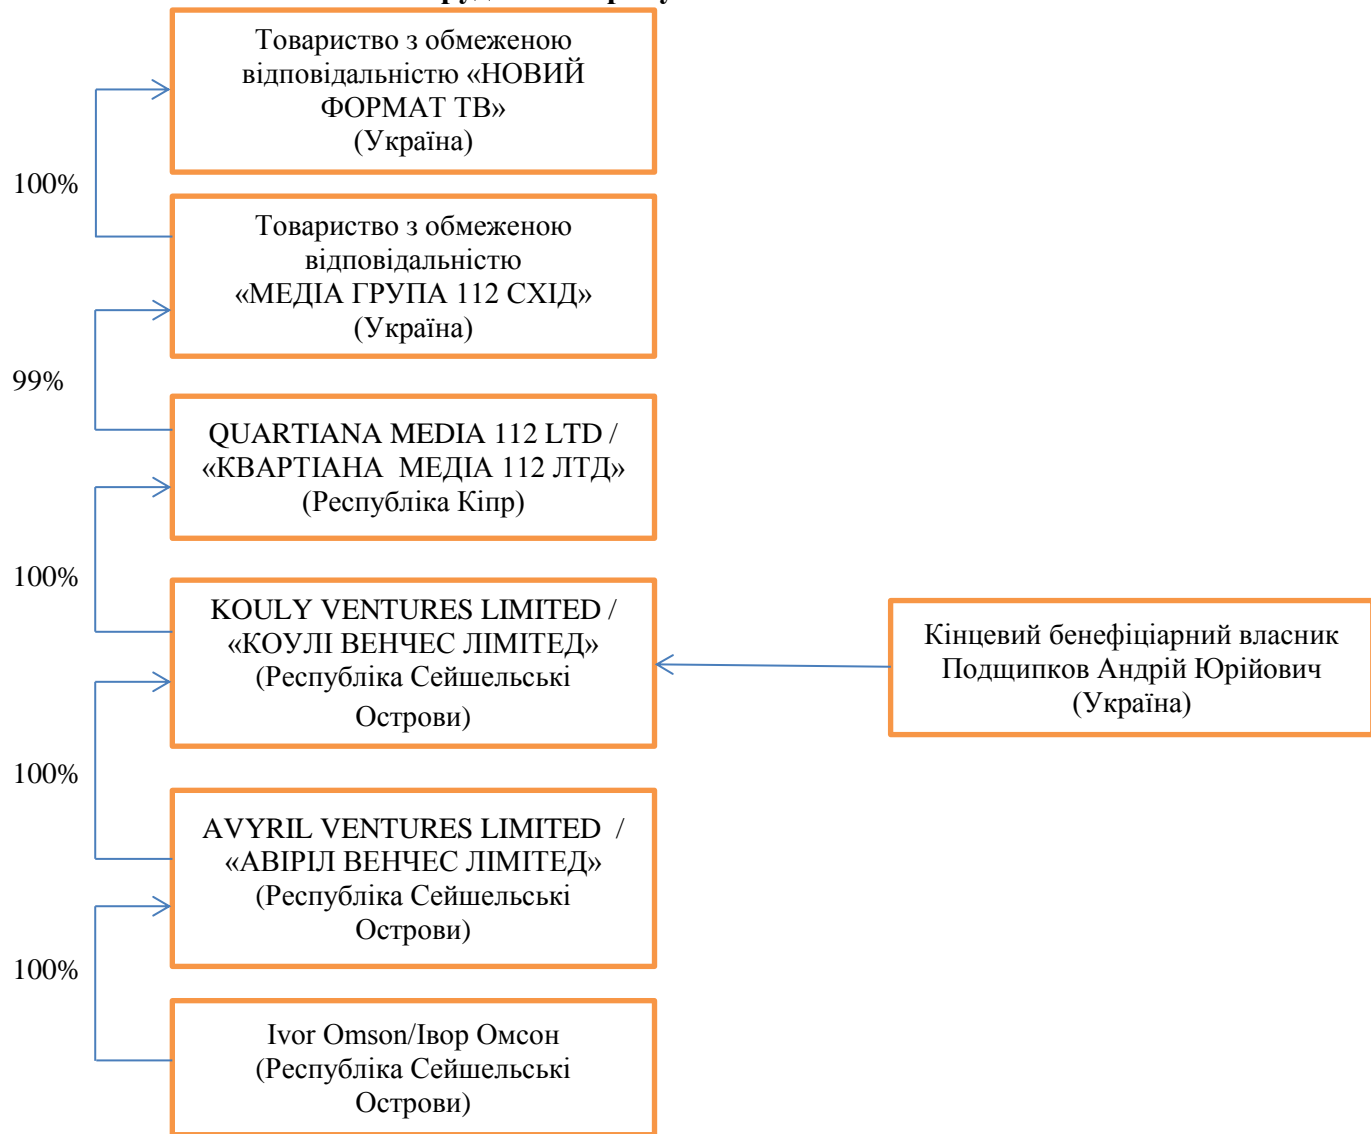 Товариство з обмеженою
відповідальністю «НОВИЙ
ФОРМАТ ТВ»
(Україна)
100%
Товариство з обмеженою
відповідальністю
«МЕДІА ГРУПА 112 СХІД»
(Україна)
99%
QUARTIANA MEDIA 112 LTD /
«КВАРТІАНА МЕДІА 112 ЛТД»
(Республіка Кіпр)
100%
KOULY VENTURES LIMITED /
«КОУЛІ ВЕНЧЕС ЛІМІТЕД»
(Республіка Сейшельські
Острови)
Кінцевий бенефіціарний власник
Подщипков Андрій Юрійович
(Україна)
100%
AVYRIL VENTURES LIMITED /
«АВІРІЛ ВЕНЧЕС ЛІМІТЕД»
(Республіка Сейшельські
Острови)
100%
Ivor Omson/Івор Омсон
(Республіка Сейшельські
Острови)